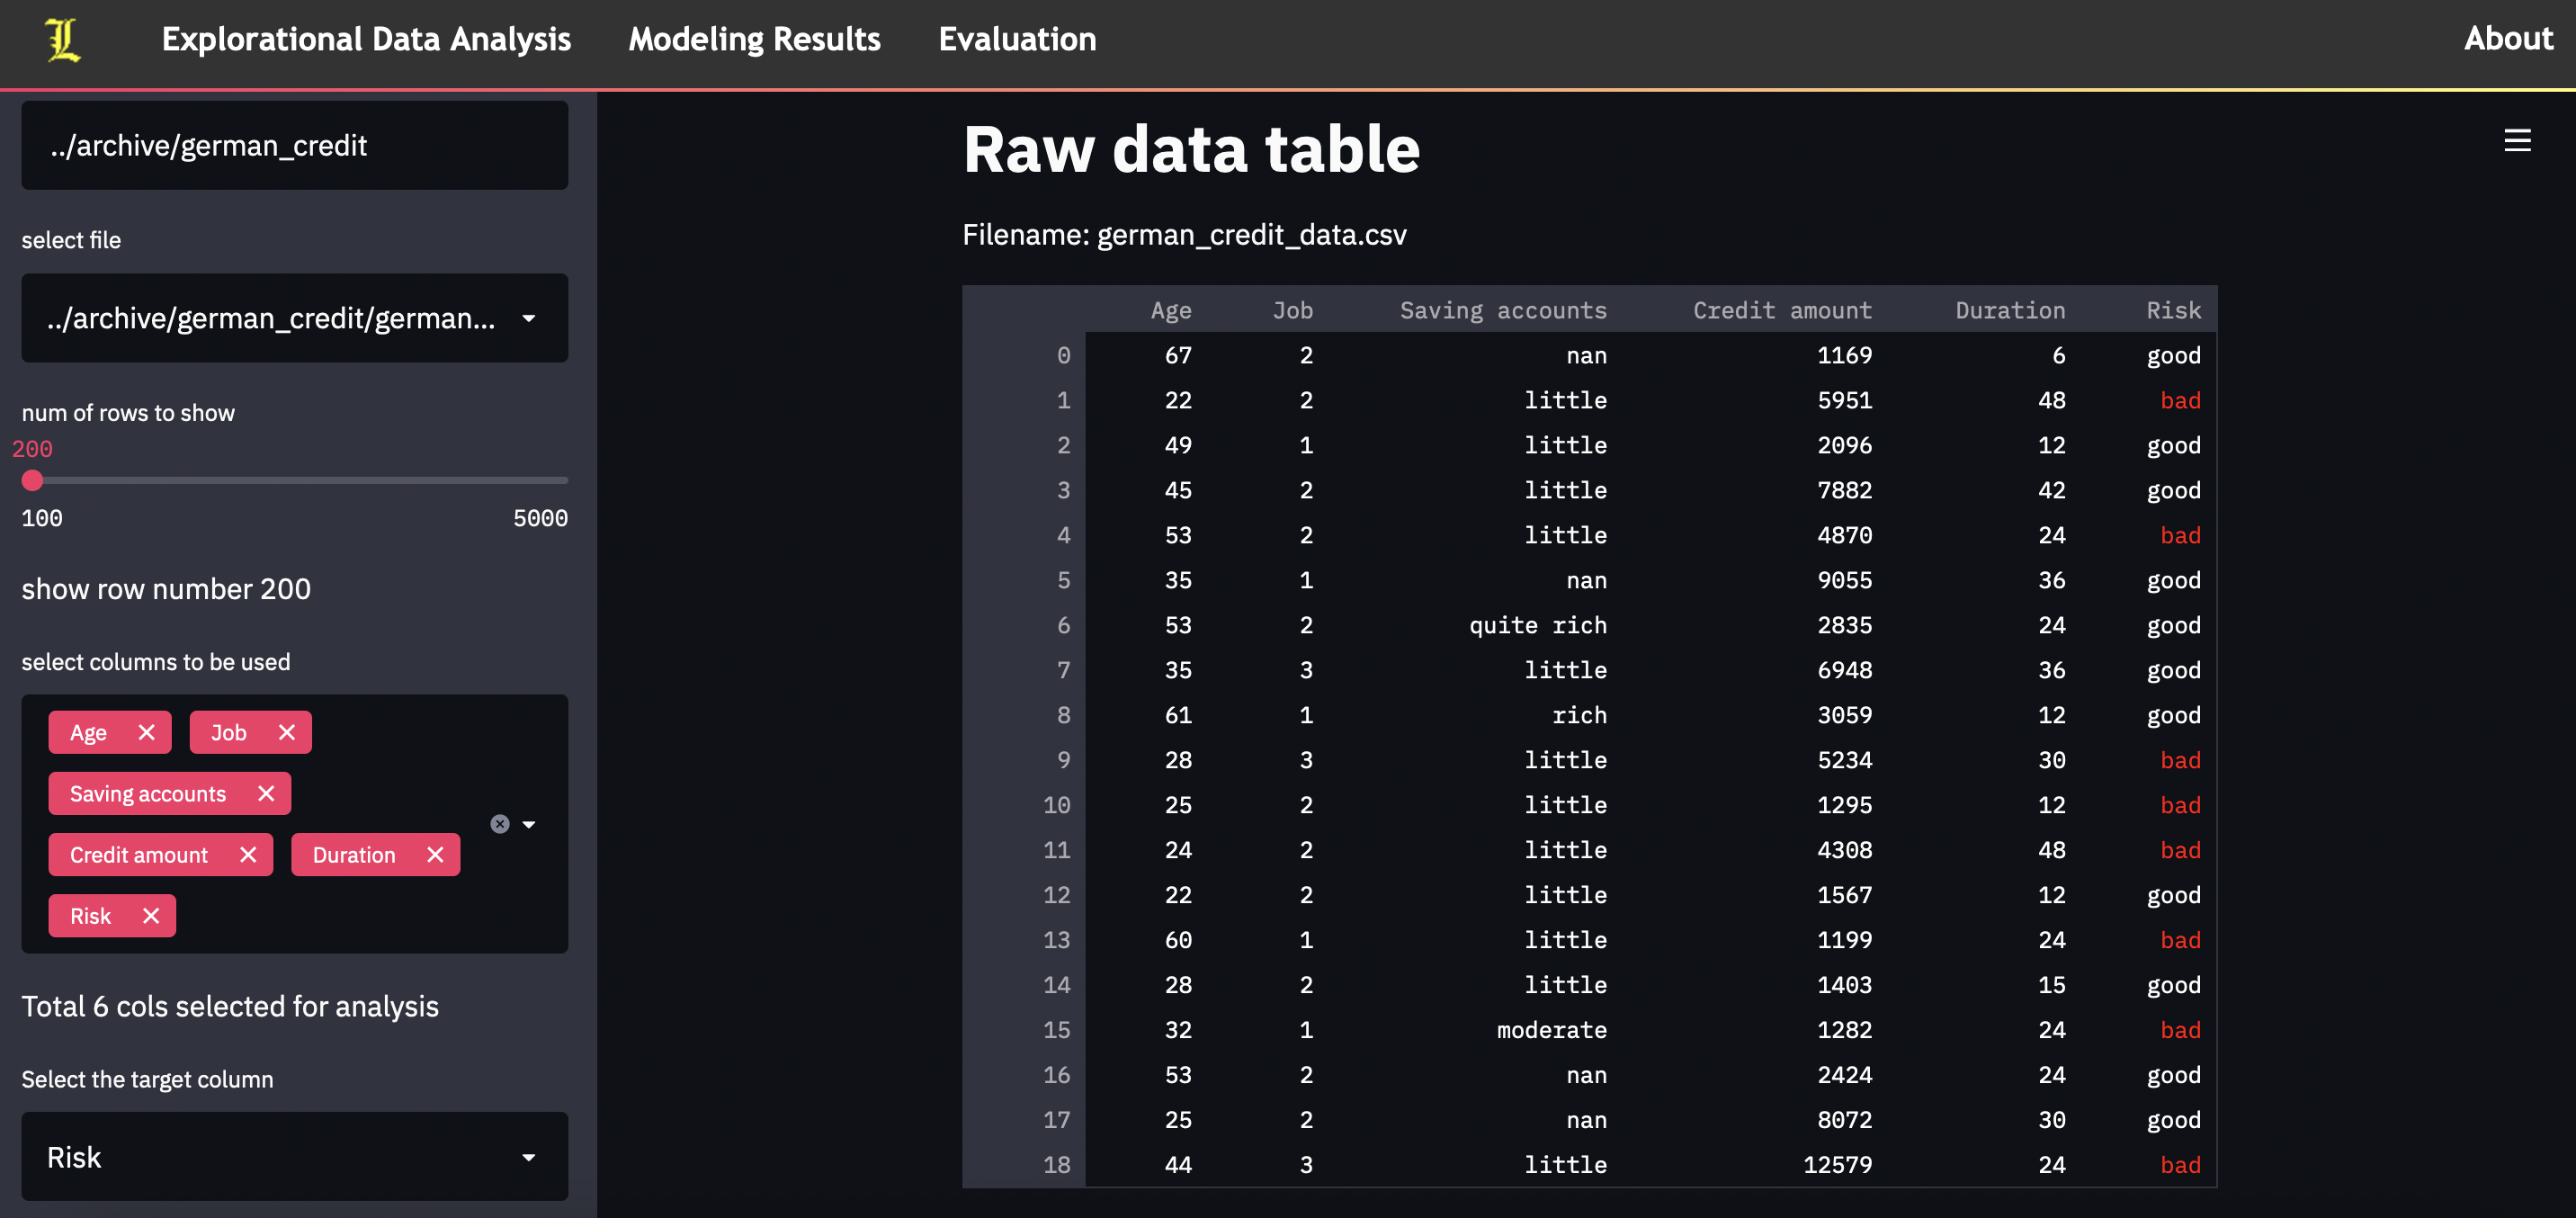 L Explorational Data Analysis Modeling Results Evaluation About
../archive/german_credit
select file
../archive/german_credit/german...
num of rows to show
200
100 5000
show row number 200
select columns to be used
Age Job
Saving accounts
Credit amount Duration
Risk
Total 6 cols selected for analysis
Select the target column
Risk
Raw data table
Filename: german_credit_data.csv
Age Job Saving accounts Credit amount Duration Risk
0 67 2 nan 1169 6 good
1 22 2 little 5951 48 bad
2 49 1 little 2096 12 good
3 45 2 little 7882 42 good
4 53 2 little 4870 24 bad
5 35 1 nan 9055 36 good
6 53 2 quite rich 2835 24 good
7 35 3 little 6948 36 good
8 61 1 rich 3059 12 good
9 28 3 little 5234 30 bad
10 25 2 little 1295 12 bad
11 24 2 little 4308 48 bad
12 22 2 little 1567 12 good
13 60 1 little 1199 24 bad
14 28 2 little 1403 15 good
15 32 1 moderate 1282 24 bad
16 53 2 nan 2424 24 good
17 25 2 nan 8072 30 good
18 44 3 little 12579 24 bad